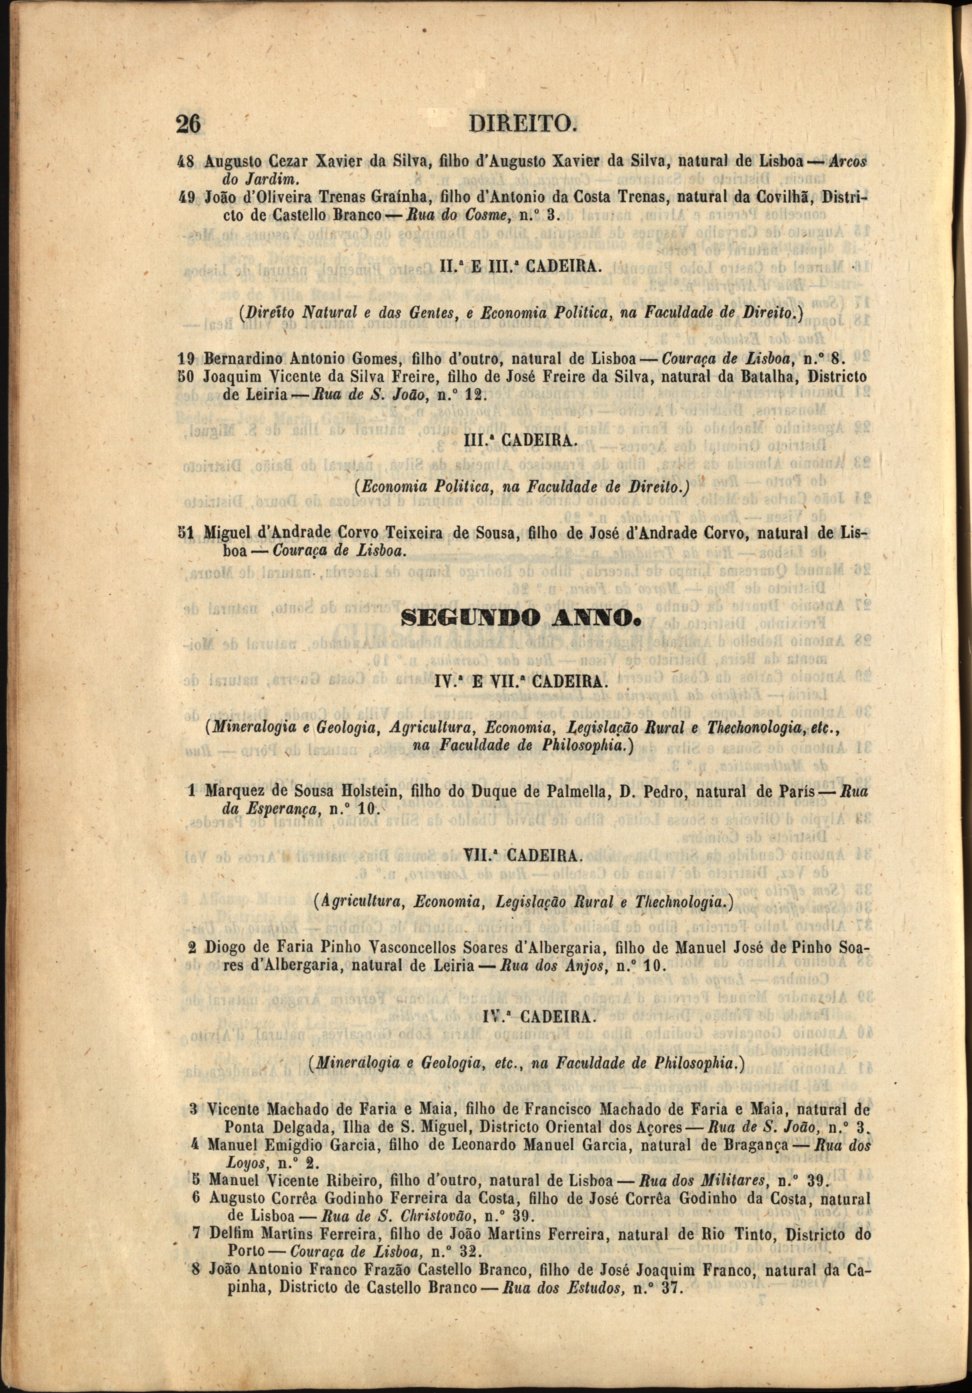 26 DIREITO.
48 Augusto Cezar Xavier da Silva, filho d'Augusto Xavier da Silva, natural de Lisboa — Arcos
do Jardim.
49 João d'Oliveira Trenas Graínha, filho d'Antonio da Costa Trenas, natural da Covilhã, Distri-
cto de Castello Branco — Rua do Cosme, n.º 3.
II.ª E III.ª CADEIRA.
(Direito Natural e das Gentes, e Economia Politica, na Faculdade de Direito.)
19 Bernardino Antonio Gomes, filho d'outro, natural de Lisboa — Couraça de Lisboa, n.º 8.
50 Joaquim Vicente da Silva Freire, filho de José Freire da Silva, natural da Batalha, Districto
de Leiria — Rua de S. João, n.º 12.
III.ª CADEIRA.
(Economia Politica, na Faculdade de Direito.)
51 Miguel d'Andrade Corvo Teixeira de Sousa, filho de José d'Andrade Corvo, natural de Lis-
boa — Couraça de Lisboa.
SEGUNDO ANNO.
IV.ª E VII.ª CADEIRA.
(Mineralogia e Geologia, Agricultura, Economia, Legislação Rural e Thechonologia, etc.,
na Faculdade de Philosophia.)
1 Marquez de Sousa Holstein, filho do Duque de Palmella, D. Pedro, natural de París — Rua
da Esperança, n.º 10.
VII.ª CADEIRA.
(Agricultura, Economia, Legislação Rural e Thechnologia.)
2 Diogo de Faria Pinho Vasconcellos Soares d'Albergaria, filho de Manuel José de Pinho Soa-
res d'Albergaria, natural de Leiria — Rua dos Anjos, n.º 10.
IV.ª CADEIRA.
(Mineralogia e Geologia, etc., na Faculdade de Philosophia.)
3 Vicente Machado de Faria e Maia, filho de Francisco Machado de Faria e Maia, natural de
Ponta Delgada, Ilha de S. Miguel, Districto Oriental dos Açores — Rua de S. João, n.º 3.
4 Manuel Emigdio Garcia, filho de Leonardo Manuel Garcia, natural de Bragança — Rua dos
Loyos, n.º 2.
5 Manuel Vicente Ribeiro, filho d'outro, natural de Lisboa — Rua dos Militares, n.º 39.
6 Augusto Corrêa Godinho Ferreira da Costa, filho de José Corrêa Godinho da Costa, natural
de Lisboa — Rua de S. Christovão, n.º 39.
7 Delfim Martins Ferreira, filho de João Martins Ferreira, natural de Rio Tinto, Districto do
Porto — Couraça de Lisboa, n.º 32.
8 João Antonio Franco Frazão Castello Branco, filho de José Joaquim Franco, natural da Ca-
pinha, Districto de Castello Branco — Rua dos Estudos, n.º 37.